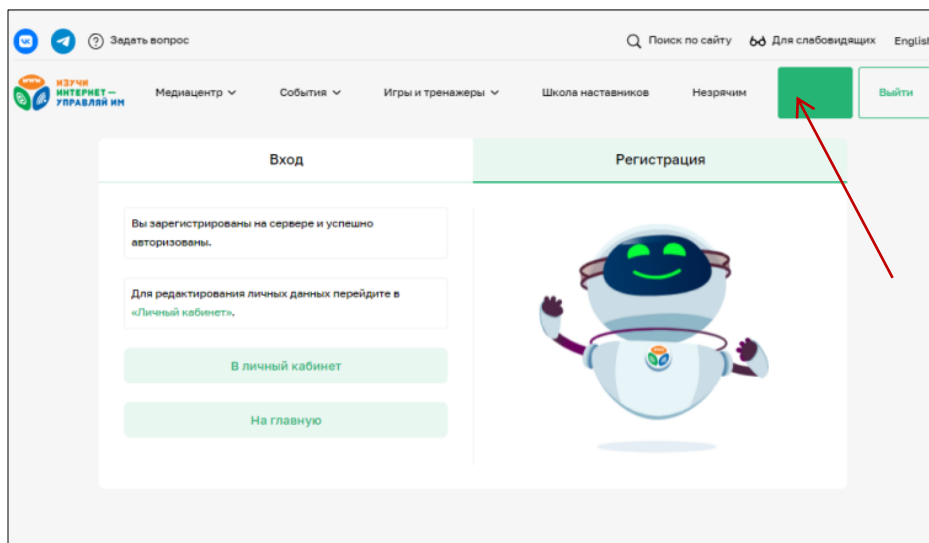 Задать вопрос
Поиск по сайту
Для слабовидящих
English
ИЗУЧИ
ИНТЕРНЕТ —
УПРАВЛЯЙ ИМ
Медиацентр
События
Игры и тренажеры
Школа наставников
Незрячим
Выйти
Вход
Регистрация
Вы зарегистрированы на сервере и успешно
авторизованы.
Для редактирования личных данных перейдите в
«Личный кабинет».
В личный кабинет
На главную